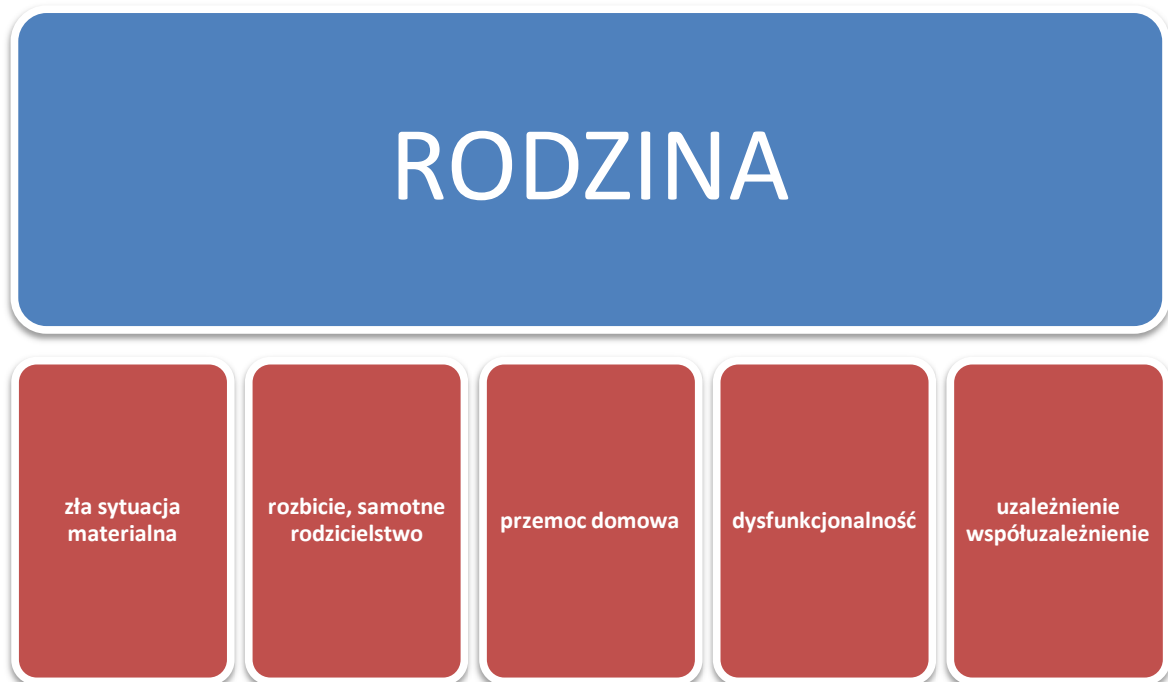 RODZINA
zła sytuacja
materialna
rozbicie, samotne
rodzicielstwo
przemoc domowa
dysfunkcjonalność
uzależnienie
współuzależnienie